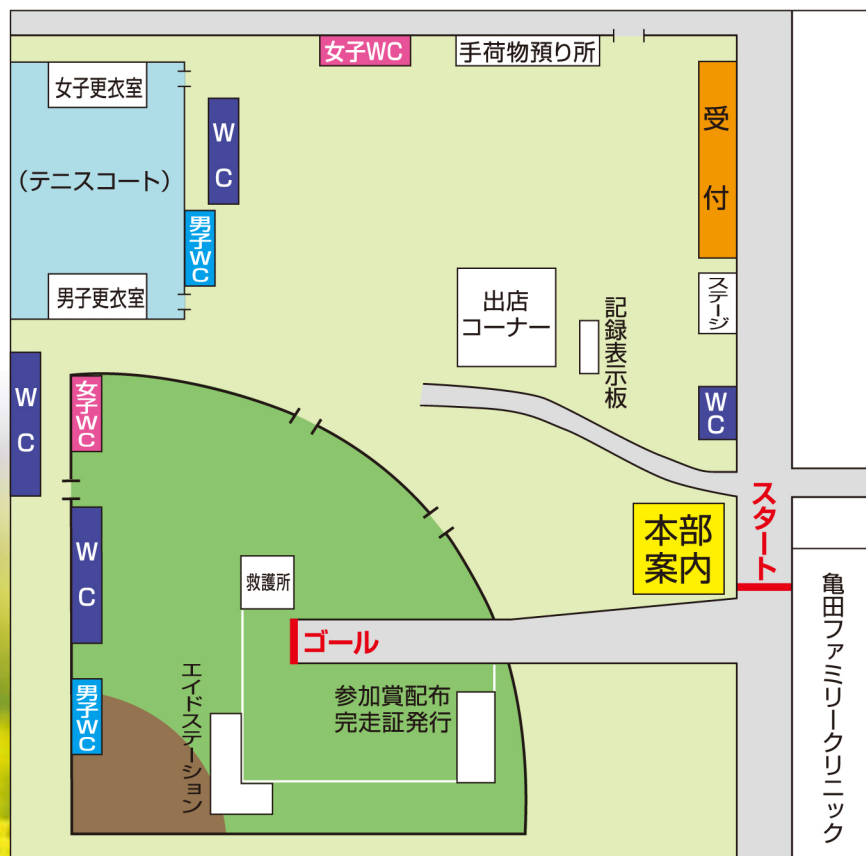 女子WC
手荷物預り所
女子更衣室
WC
受付
(テニスコート)
男子WC
男子更衣室
出店
コーナー
記録表示板
ステージ
WC
女子WC
WC
スタート
本部
案内
WC
救護所
ゴール
亀田ファミリークリニック
男子WC
エイドステーション
参加賞配布
完走証発行